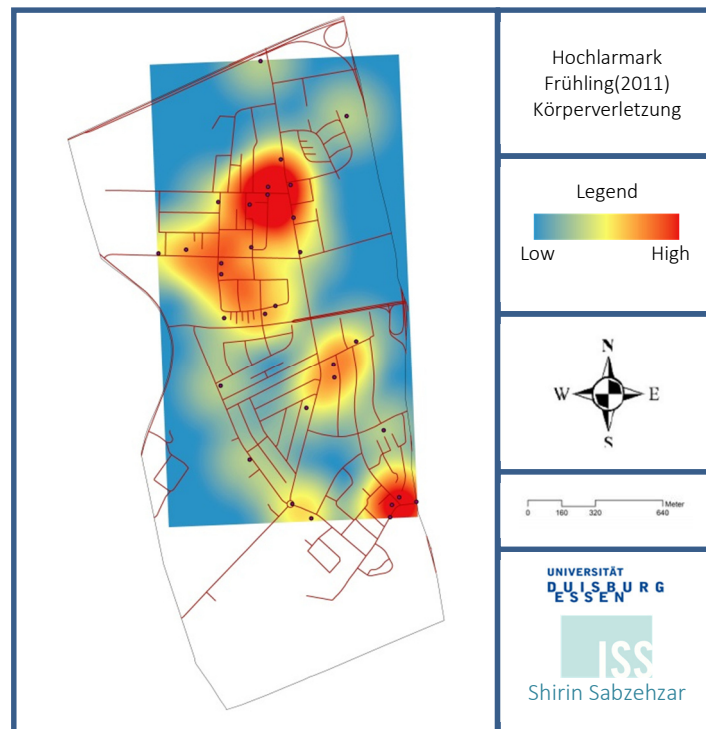 Hochlarmark
Frühling(2011)
Körperverletzung
Legend
Low High
N
W E
S
Meter
0 160 320 640
UNIVERSITÄT
DUISBURG
ESSEN
ISS
Shirin Sabzehzar